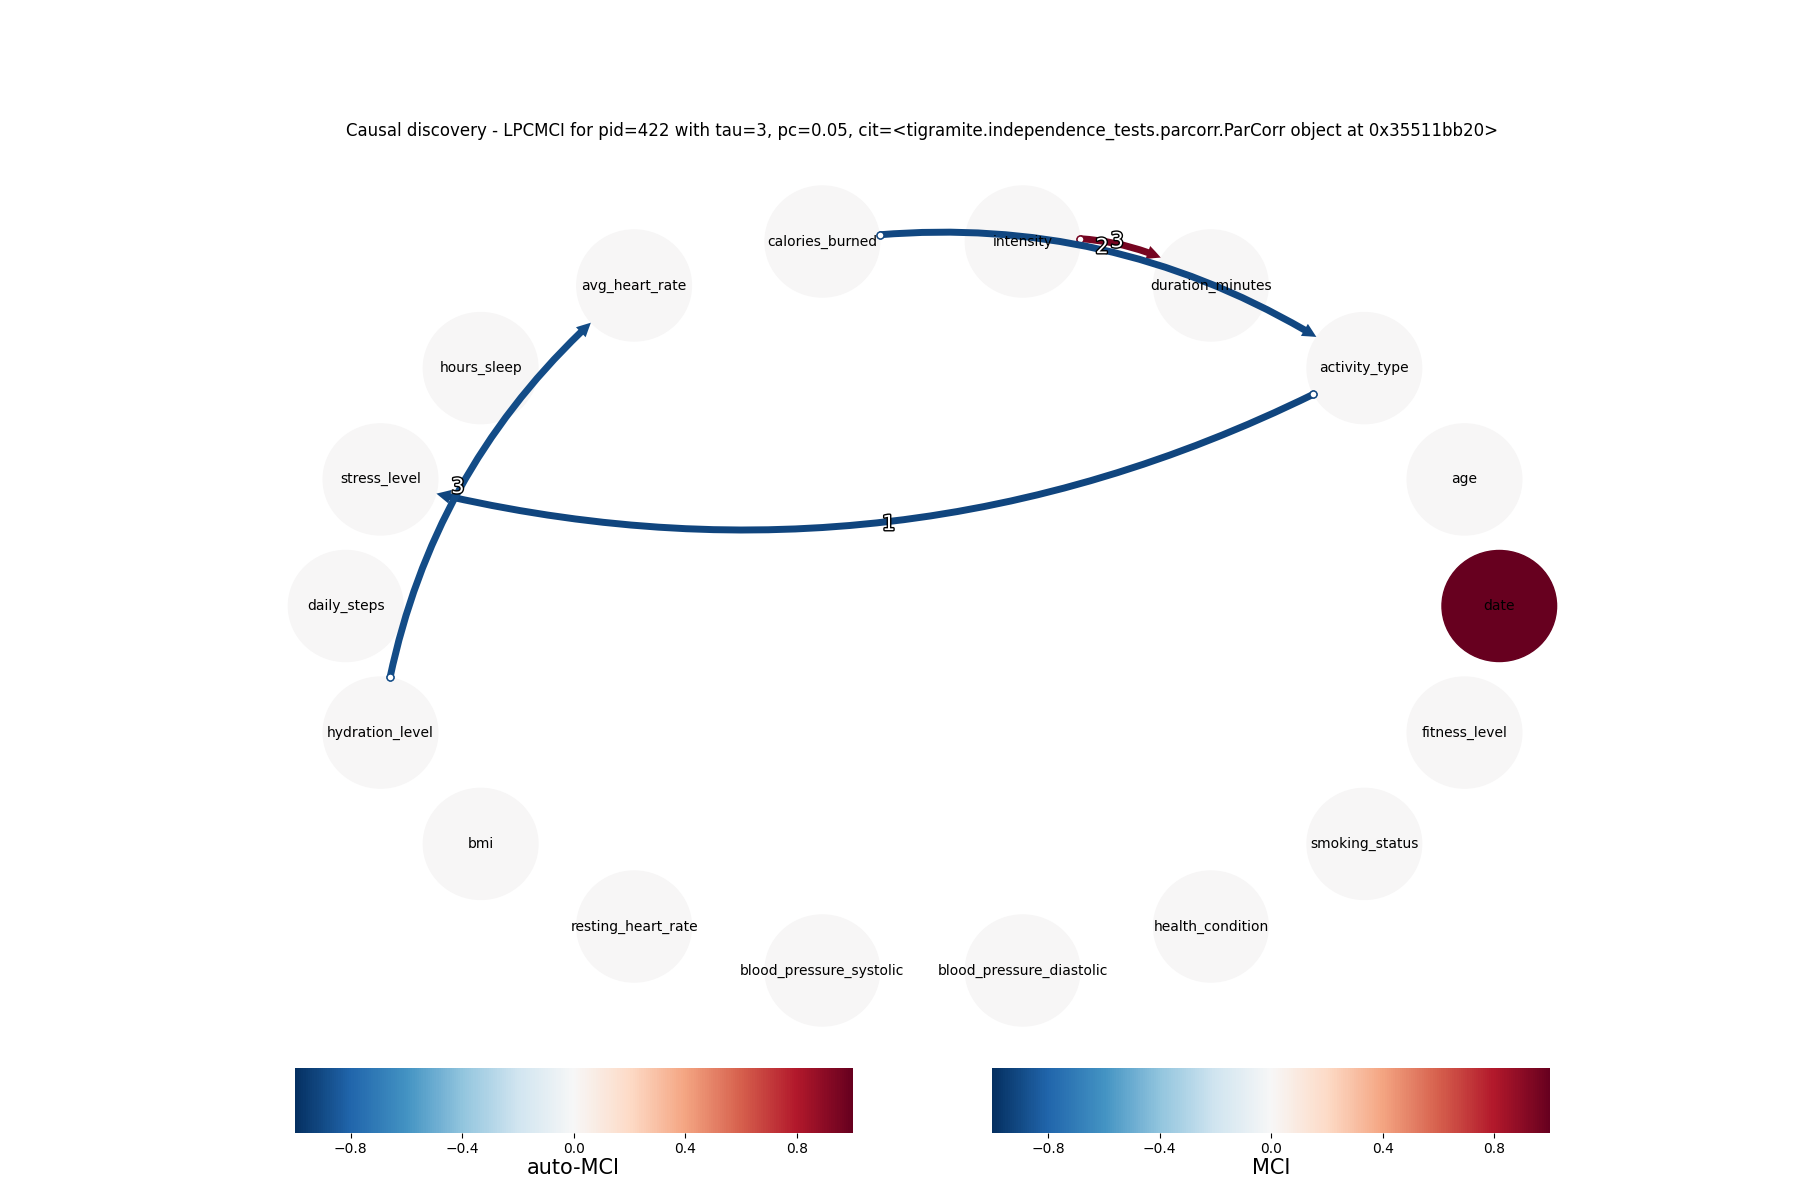 Causal discovery - LPCMCI for pid=422 with tau=3, pc=0.05, cit=<tigramite.independence_tests.parcorr.ParCorr object at 0x35511bb20>
calories_burned
intensity
2
3
avg_heart_rate
duration_minutes
hours_sleep
activity_type
stress_level
3
age
1
daily_steps
date
hydration_level
fitness_level
bmi
smoking_status
resting_heart_rate
health_condition
blood_pressure_systolic
blood_pressure_diastolic
−0.8 −0.4 0.0 0.4 0.8
auto-MCI
−0.8 −0.4 0.0 0.4 0.8
MCI